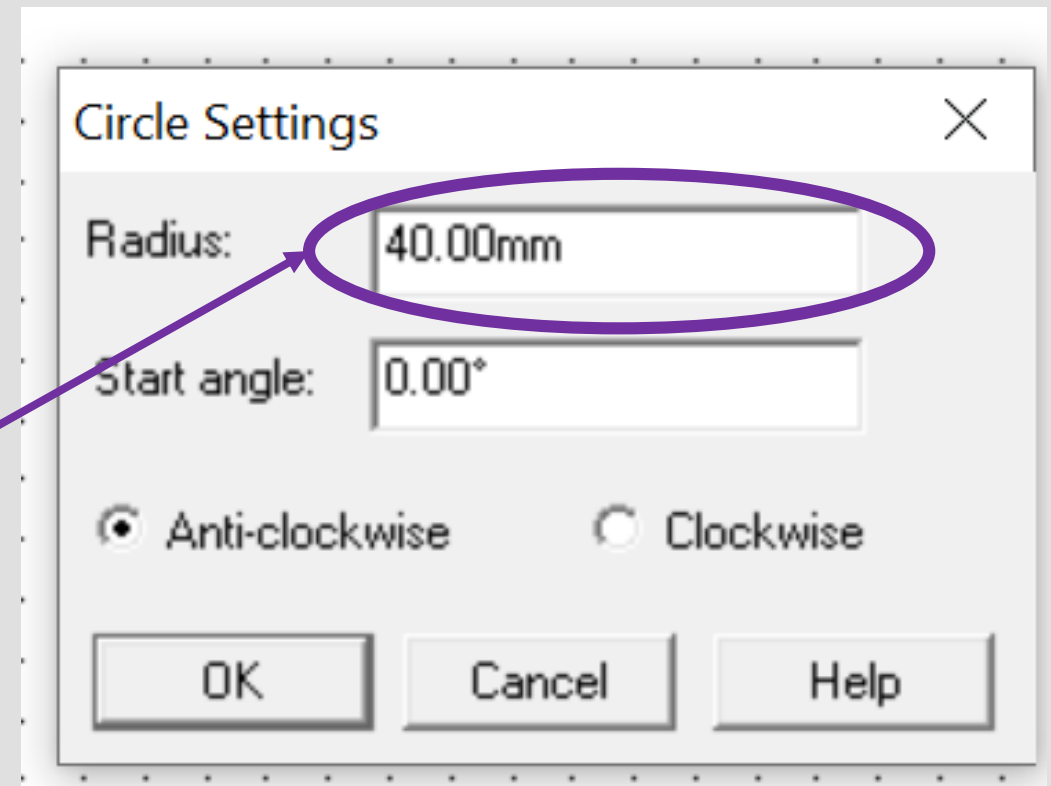 Circle Settings
Radius: 40.00mm
Start angle: 0.00°
Anti-clockwise Clockwise
OK Cancel Help